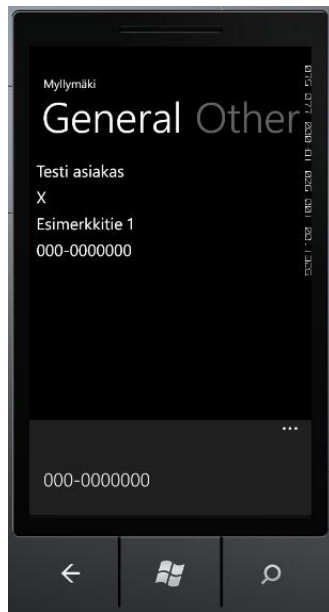 Myllymäki
General Other
Testi asiakas
X
Esimerkkitie 1
000-0000000
...
000-0000000